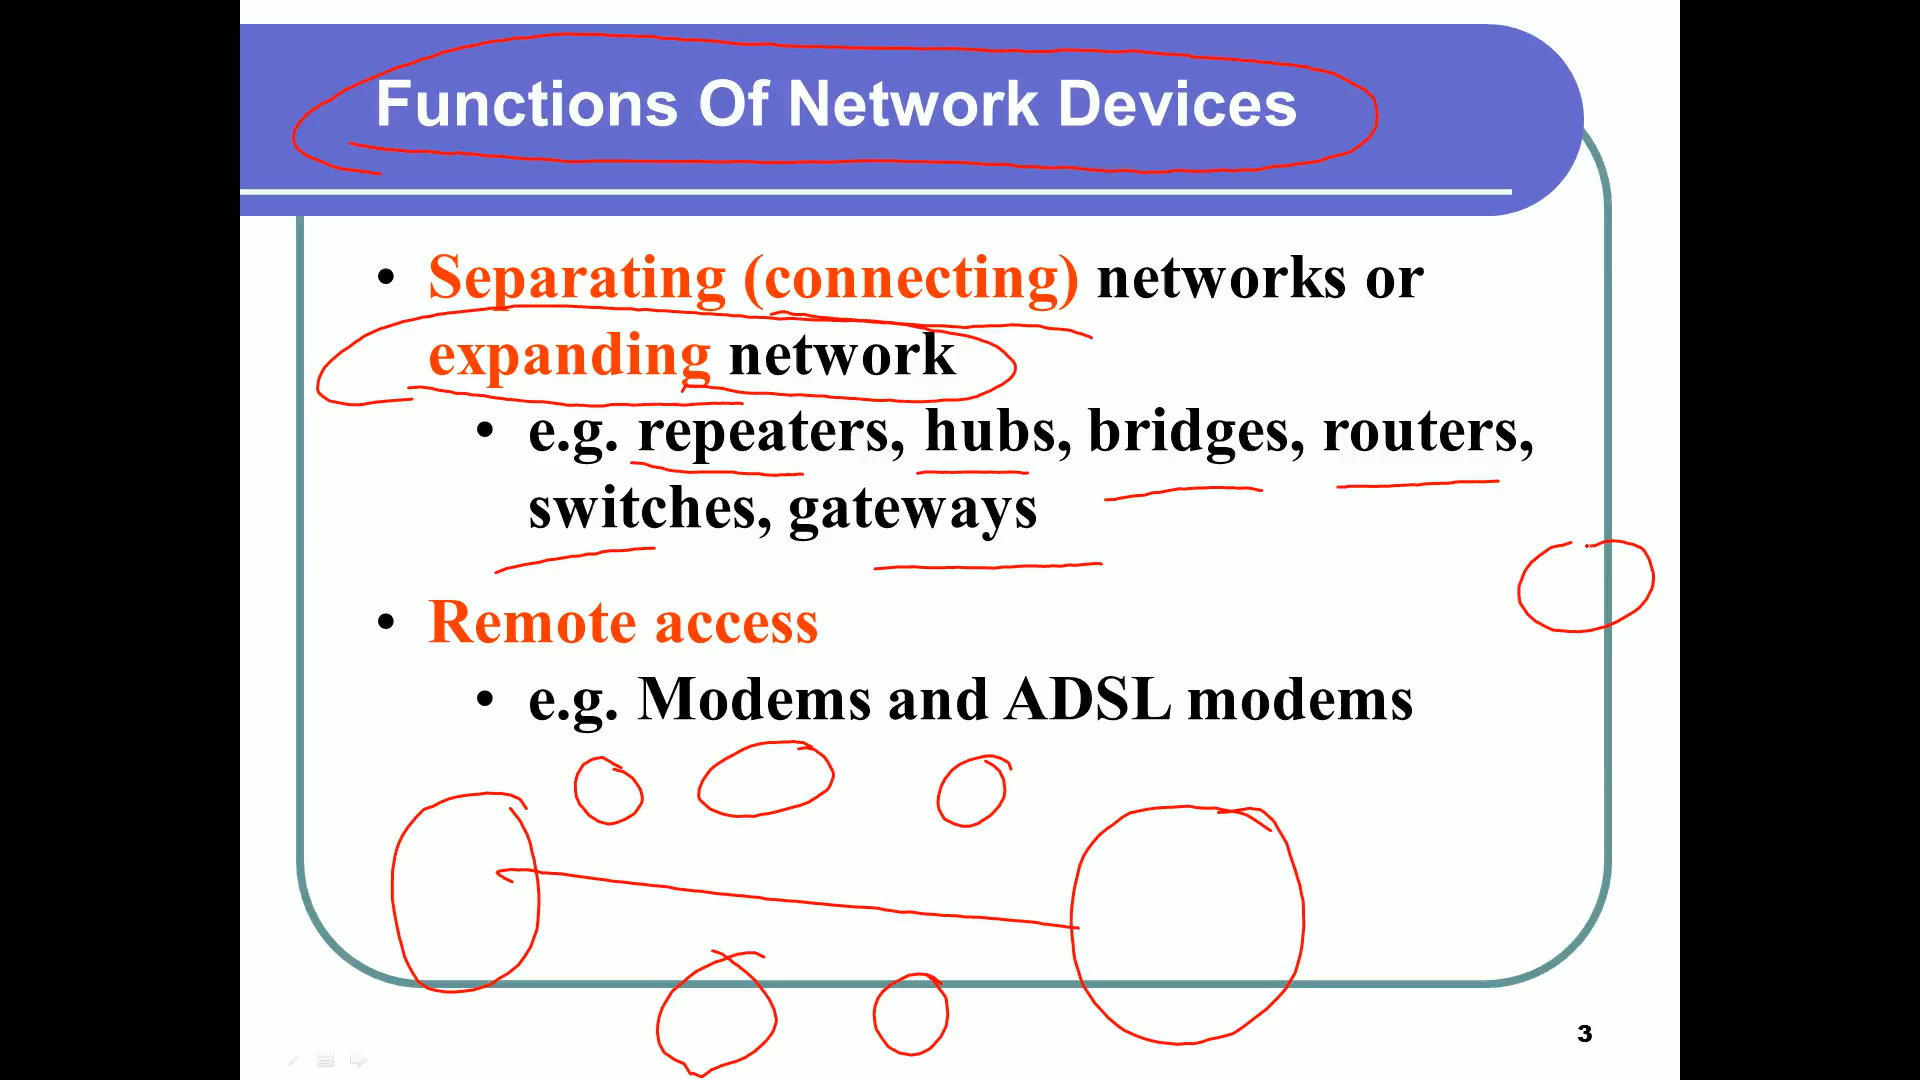 Functions Of Network Devices
• Separating (connecting) networks or
expanding network
• e.g. repeaters, hubs, bridges, routers,
switches, gateways
• Remote access
• e.g. Modems and ADSL modems
3